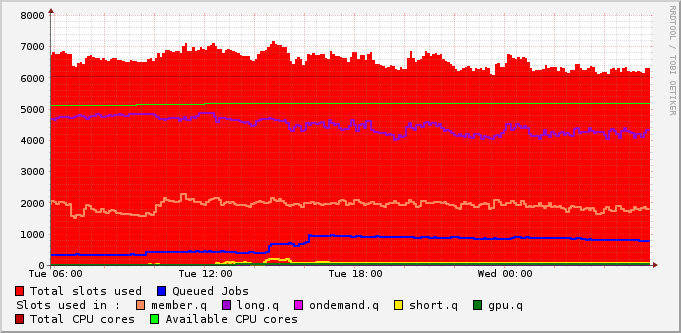 8000
7000
6000
5000
4000
3000
2000
1000
0
Tue 06:00 Tue 12:00 Tue 18:00 Wed 00:00
Total slots used Queued Jobs
Slots used in : member.q long.q ondemand.q short.q gpu.q
Total CPU cores Available CPU cores
RRDTOOL / TOBI OETIKER